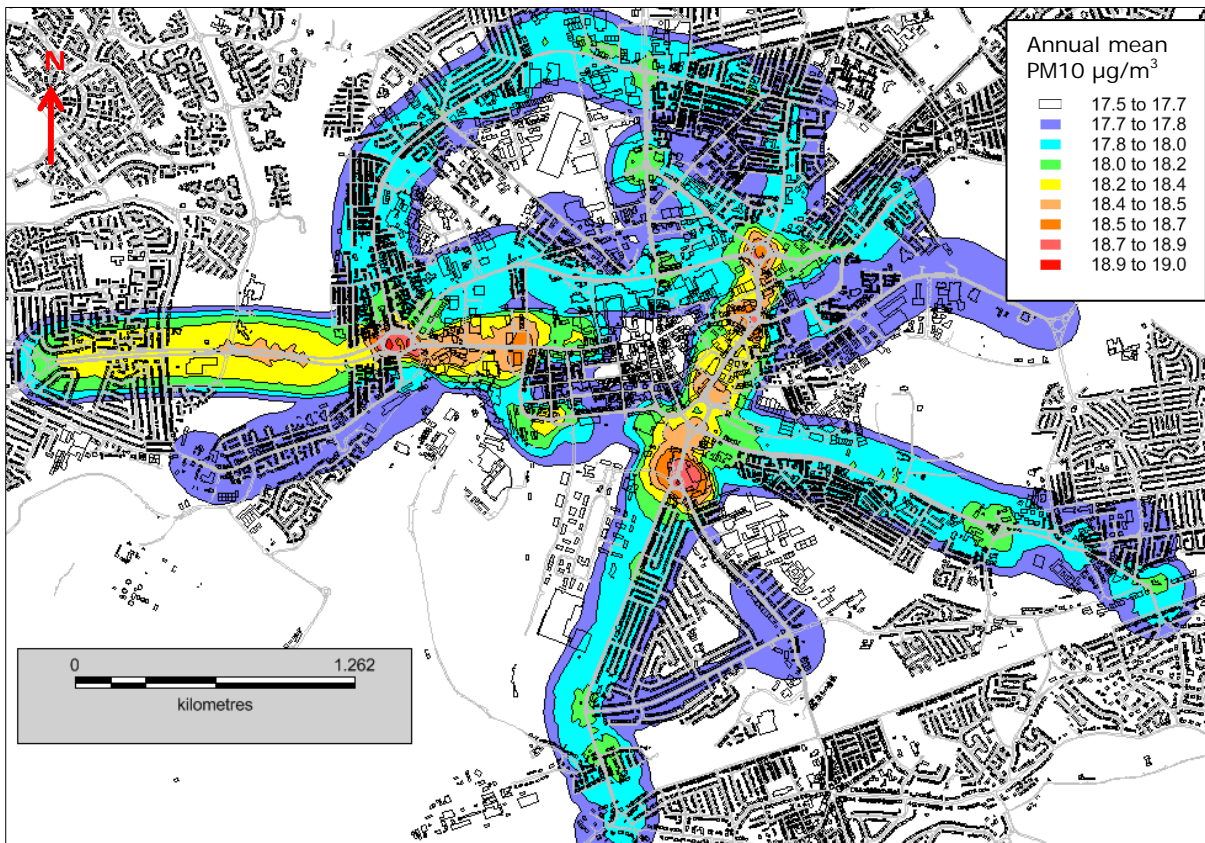 N
Annual mean
PM10 µg/m³
17.5 to 17.7
17.7 to 17.8
17.8 to 18.0
18.0 to 18.2
18.2 to 18.4
18.4 to 18.5
18.5 to 18.7
18.7 to 18.9
18.9 to 19.0
0 1.262
kilometres